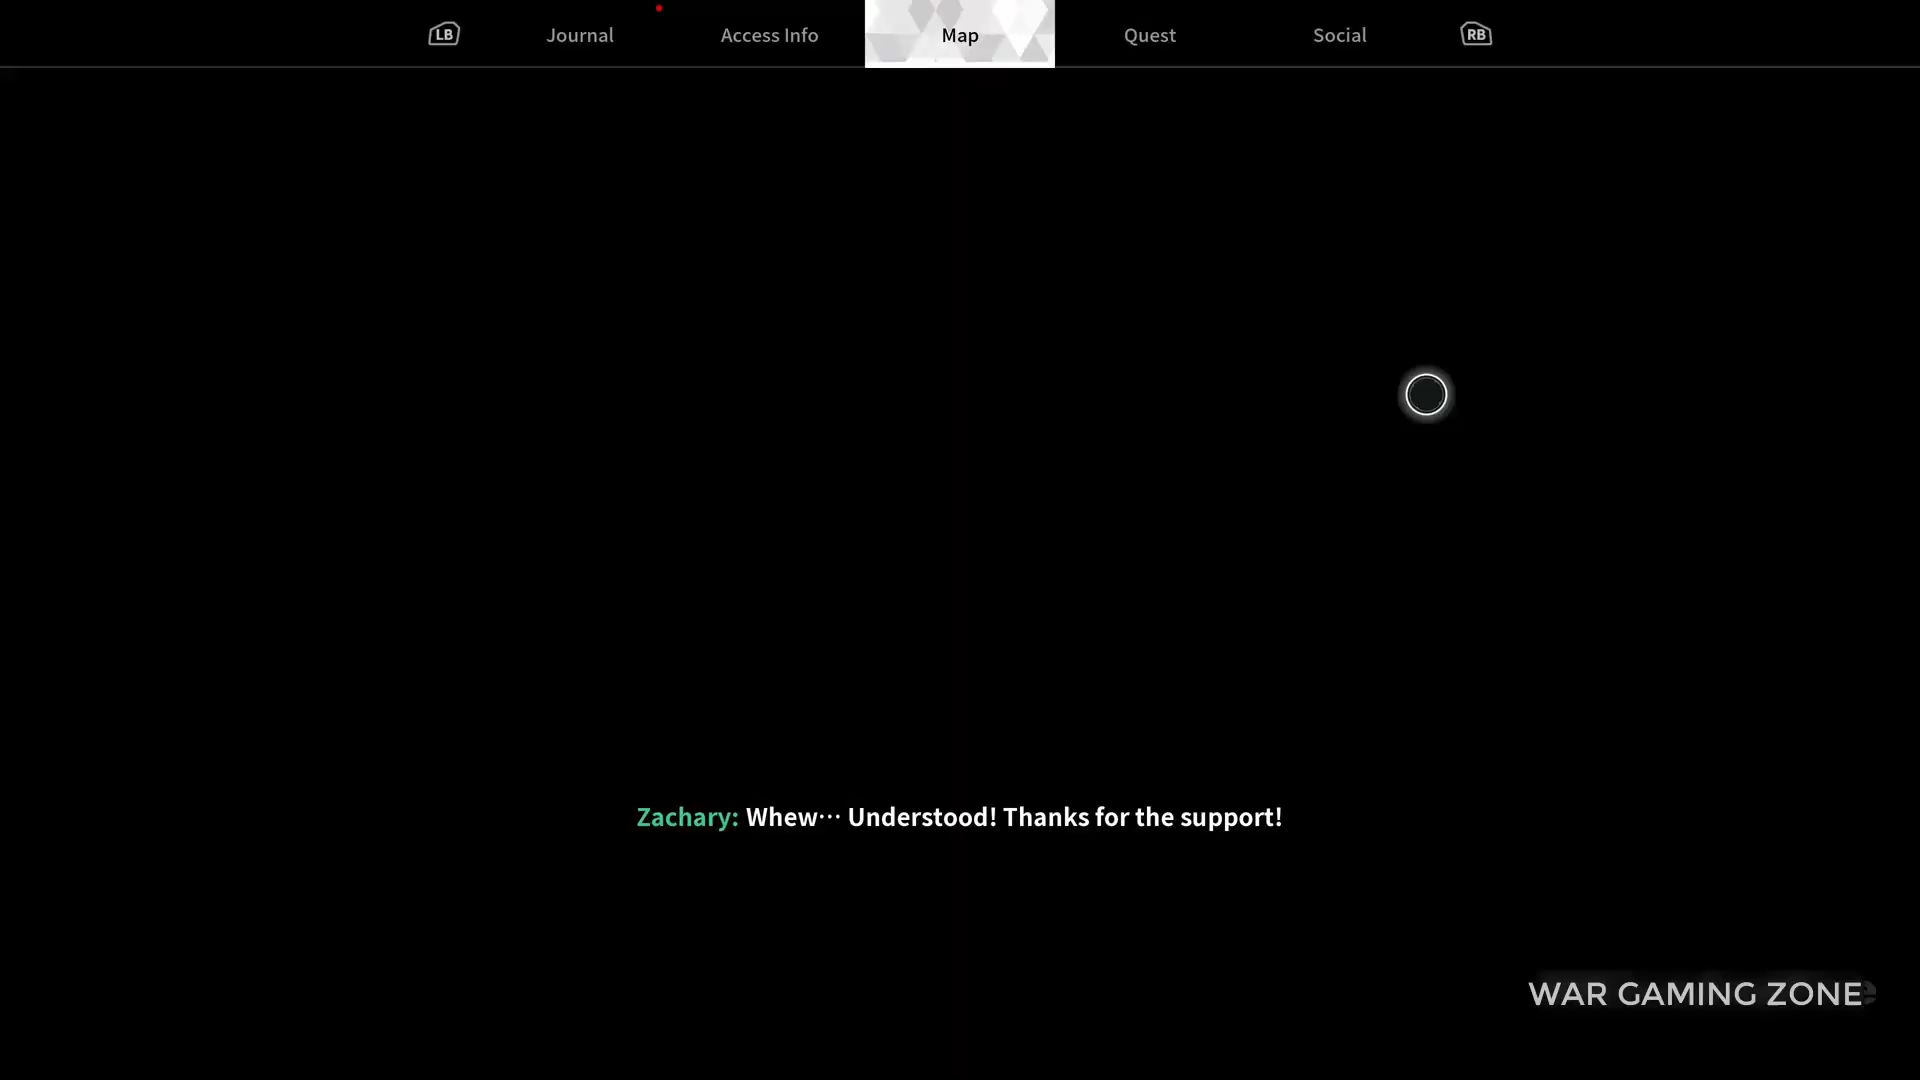 LB Journal Access Info Map Quest Social RB
Zachary: Whew… Understood! Thanks for the support!
WAR GAMING ZONE